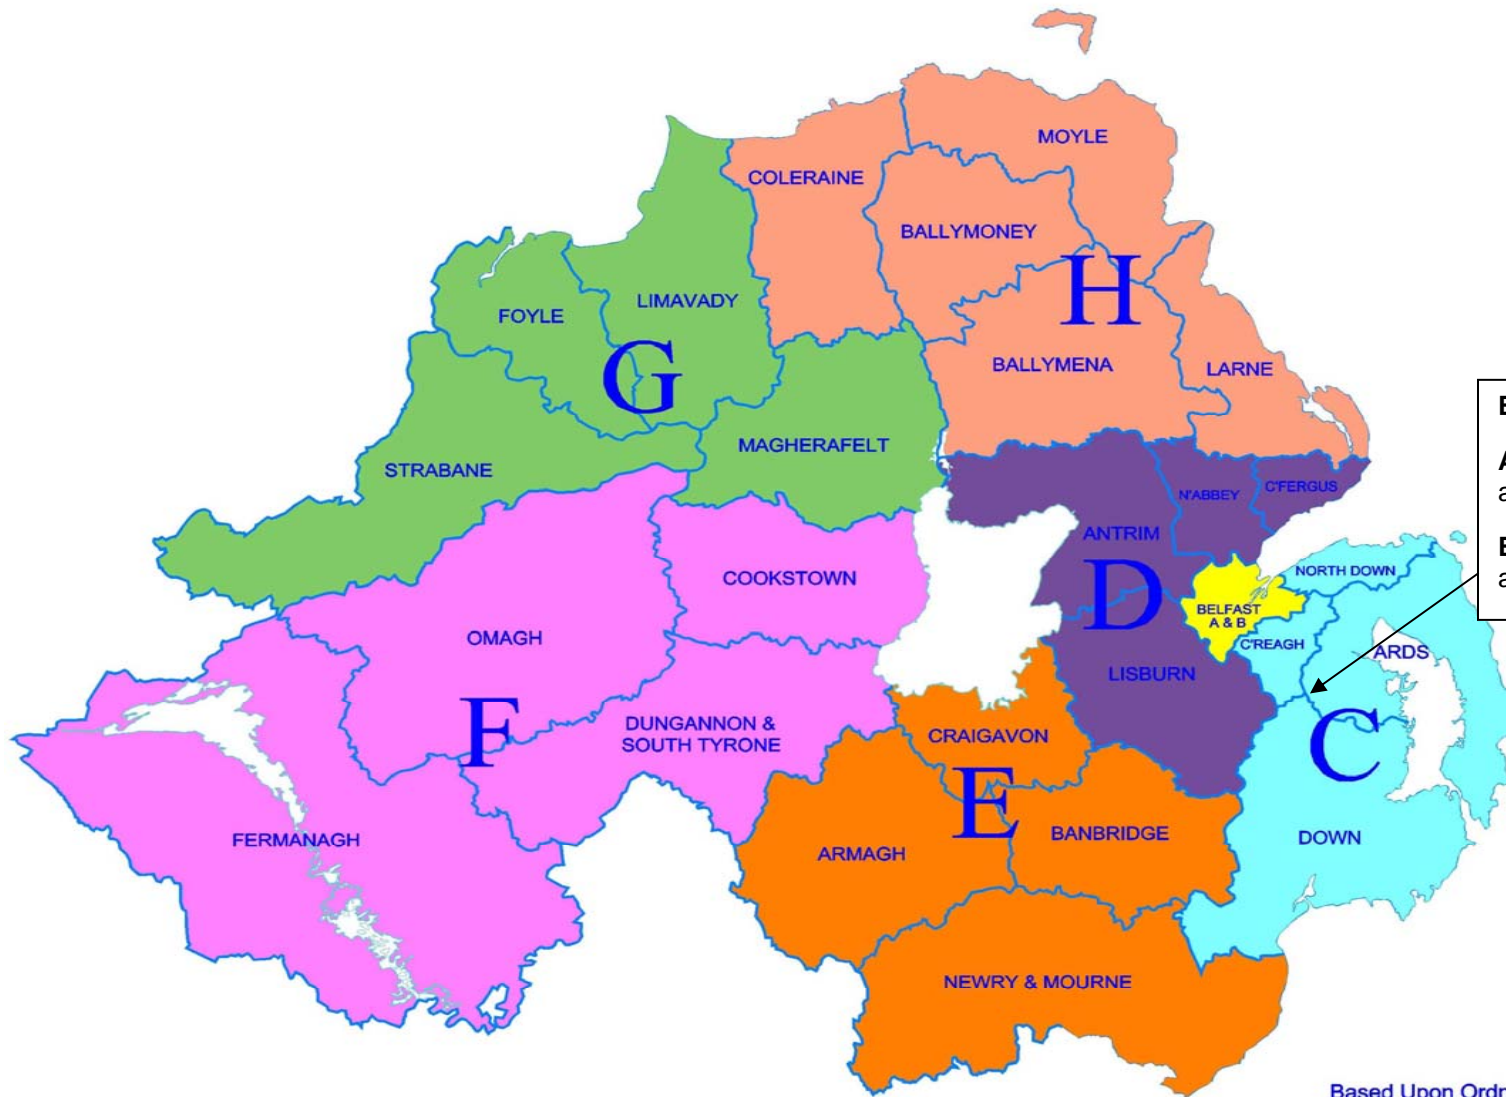 MOYLE
COLERAINE
BALLYMONEY
H
LIMAVADY
FOYLE
G
BALLYMENA
LARNE
E
A
a
E
a
MAGHERAFELT
STRABANE
N'ABBEY
C'FERGUS
ANTRIM
D
COOKSTOWN
NORTH DOWN
BELFAST
A & B
C'REAGH
ARDS
OMAGH
LISBURN
F
DUNGANNON &
SOUTH TYRONE
CRAIGAVON
C
E
BANBRIDGE
FERMANAGH
ARMAGH
DOWN
NEWRY & MOURNE
Based Upon Ordn